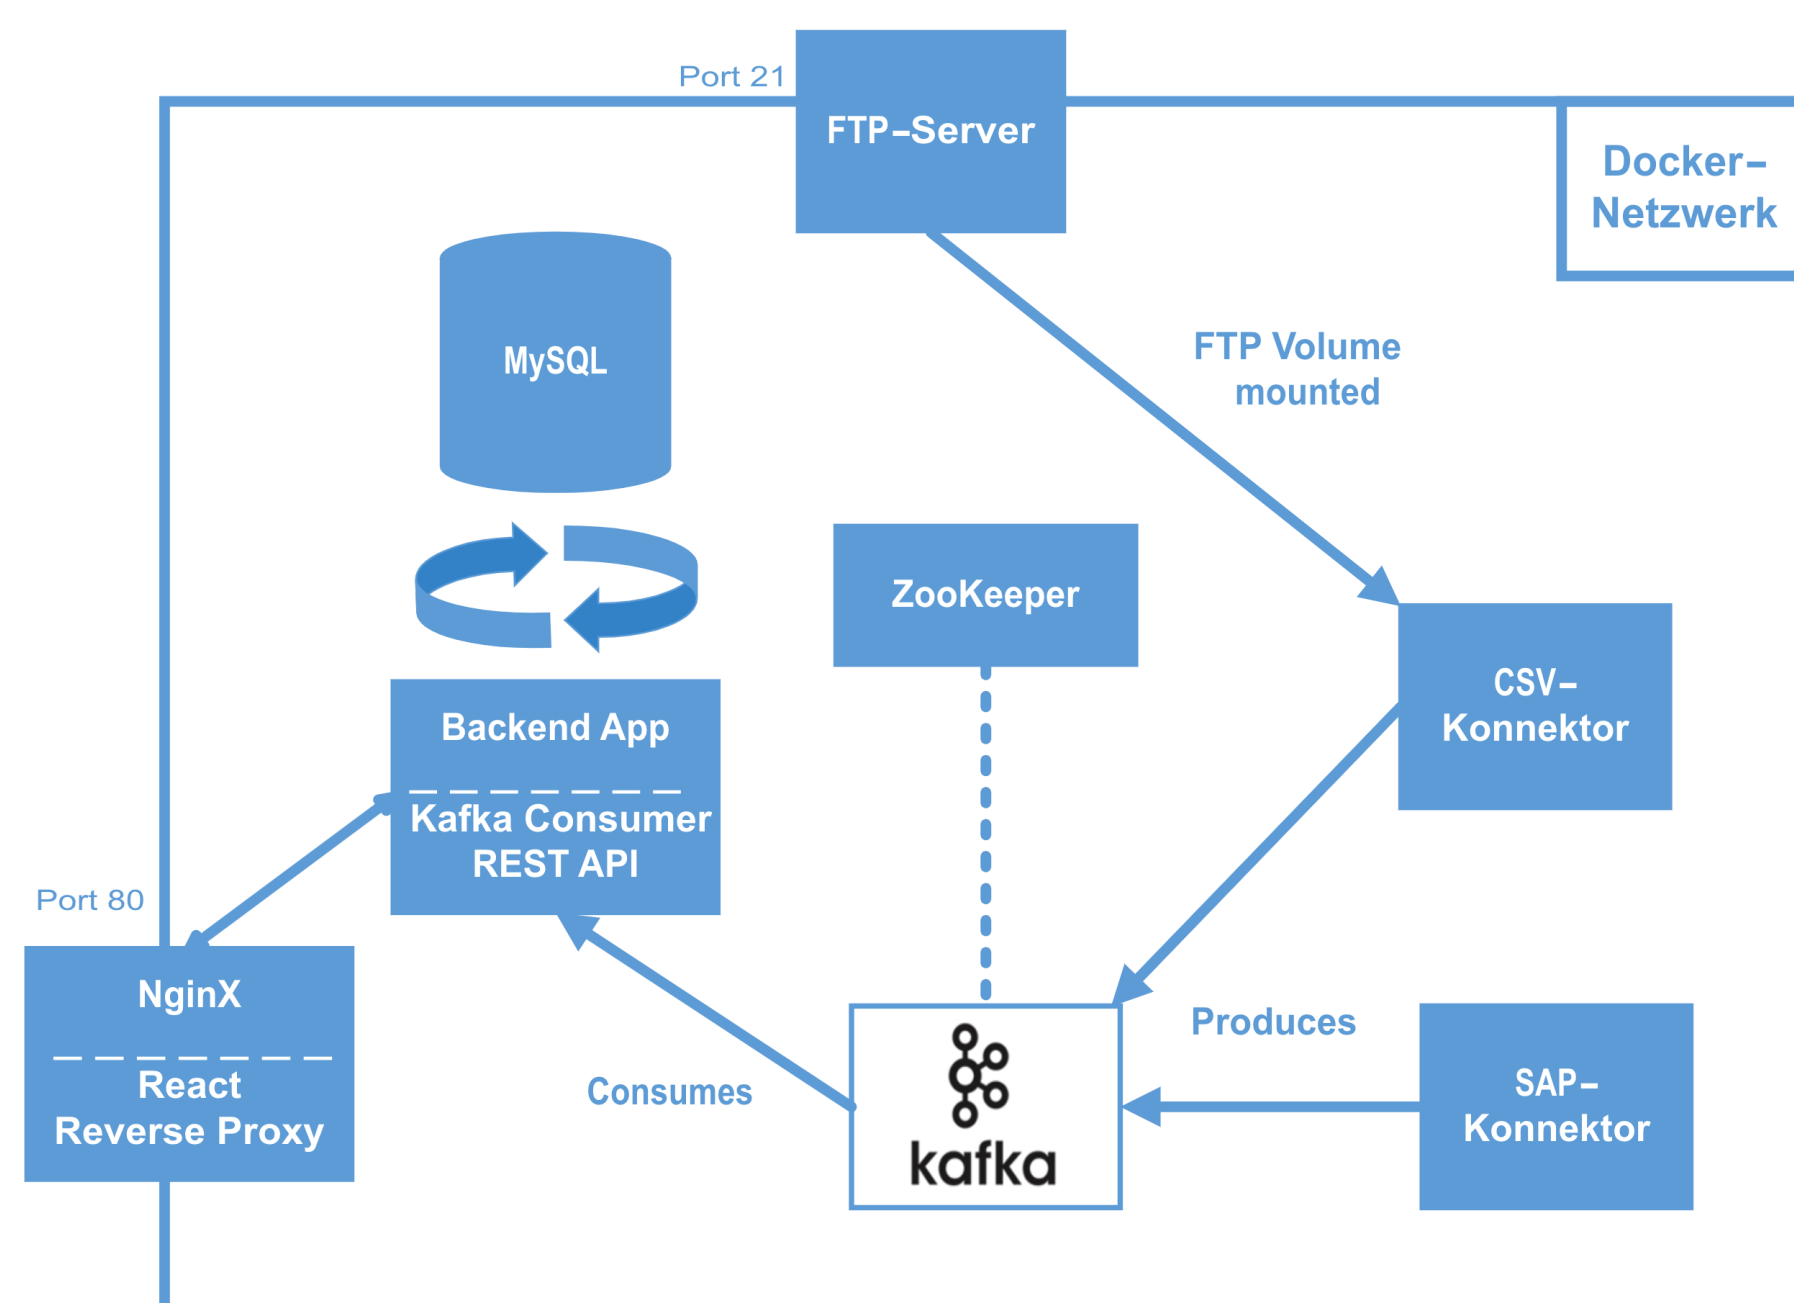 Port 21
FTP-Server
Docker-
Netzwerk
MySQL
FTP Volume
mounted
ZooKeeper
CSV-
Konnektor
Backend App
Kafka Consumer
REST API
Port 80
NginX
React
Reverse Proxy
Consumes
kafka
Produces
SAP-
Konnektor